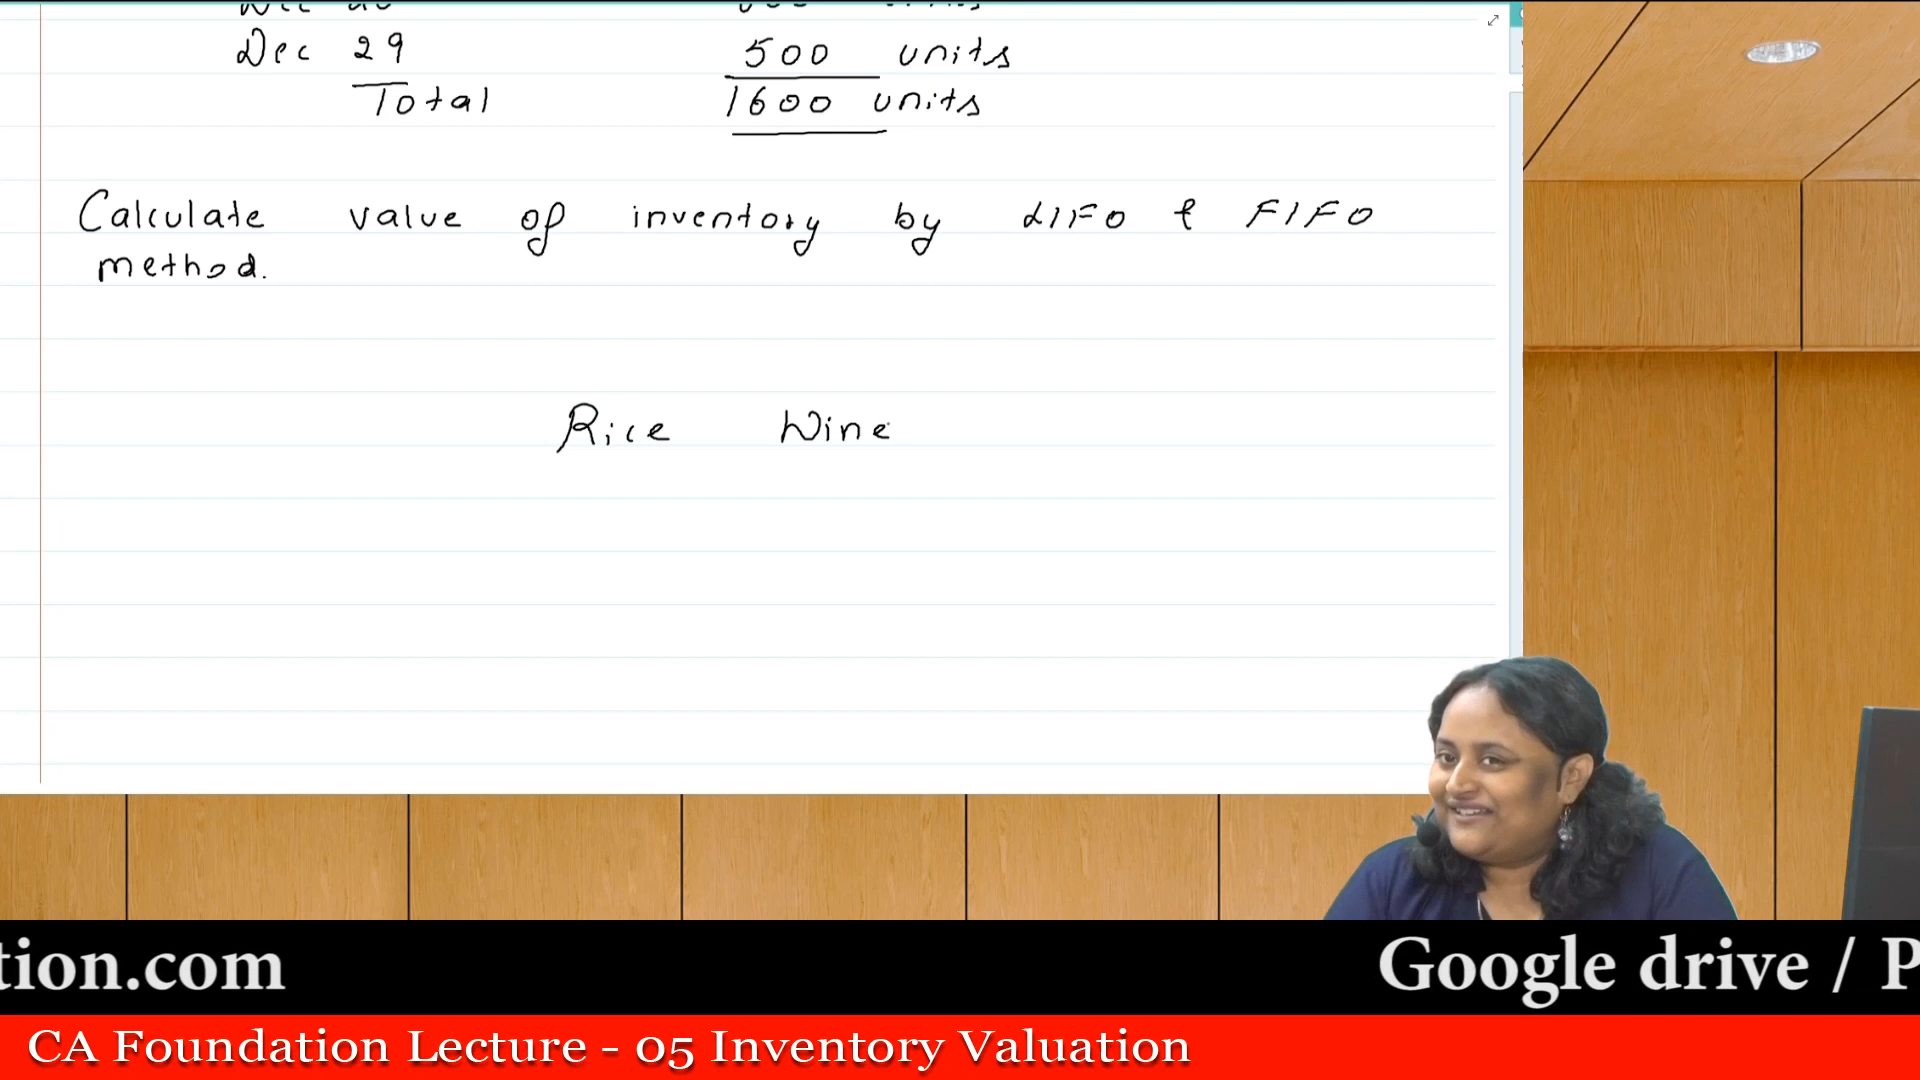 Dec 29 500 units
Total 1600 units
Calculate value of inventory by LIFO & FIFO
method.
Rice Wine
tion.com Google drive / P
CA Foundation Lecture - 05 Inventory Valuation